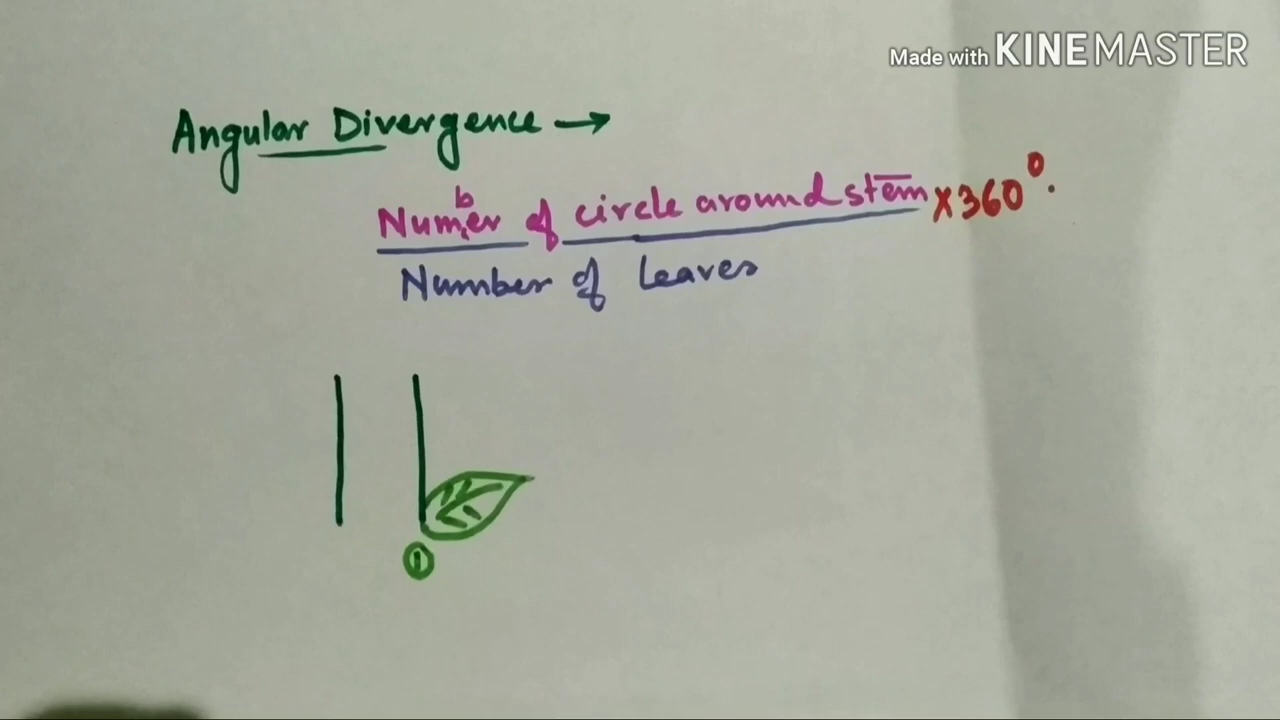 Made with KINEMASTER
Angular Divergence →
Number of circle around stem × 360°.
Number of leaves
1